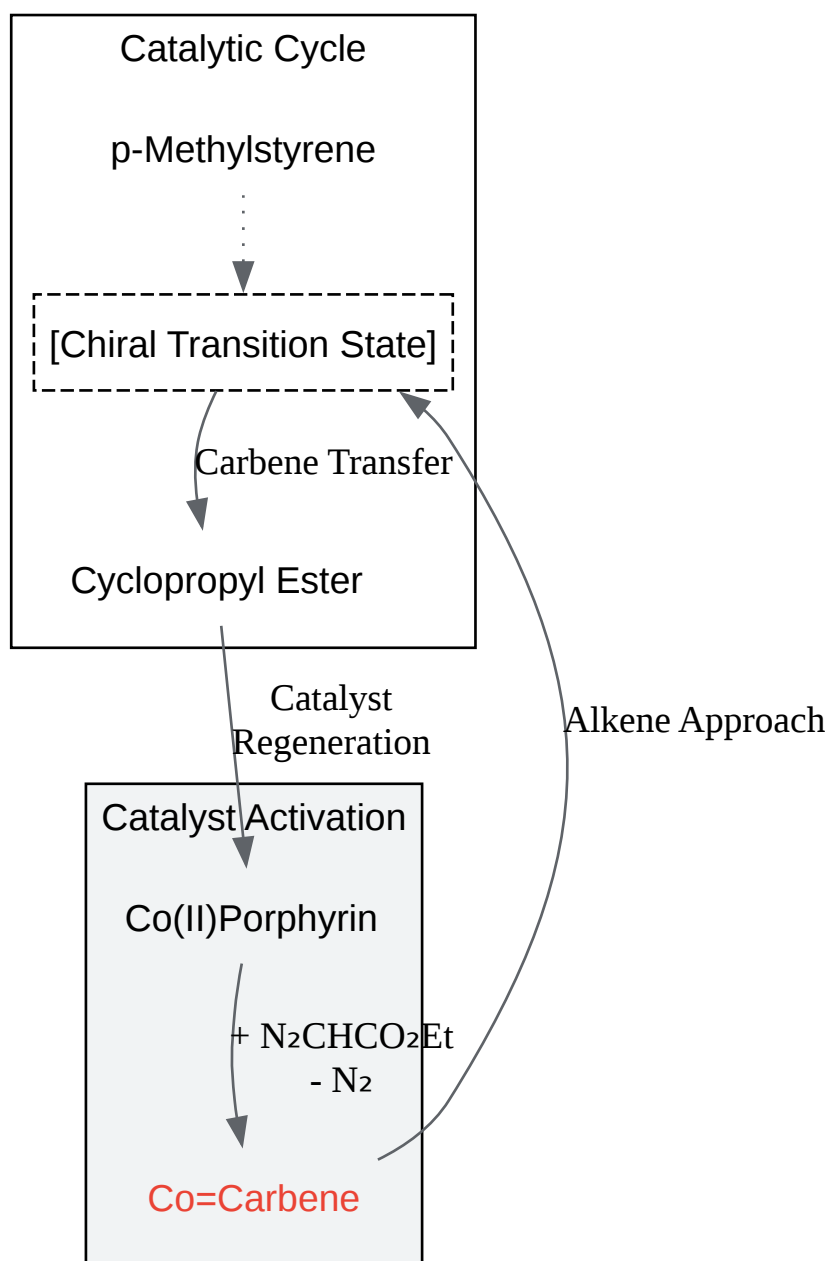 Catalytic Cycle
p-Methylstyrene
[Chiral Transition State]
Carbene Transfer
Cyclopropyl Ester
Catalyst
Regeneration
Alkene Approach
Catalyst Activation
Co(II)Porphyrin
+ N₂CHCO₂Et
- N₂
Co=Carbene